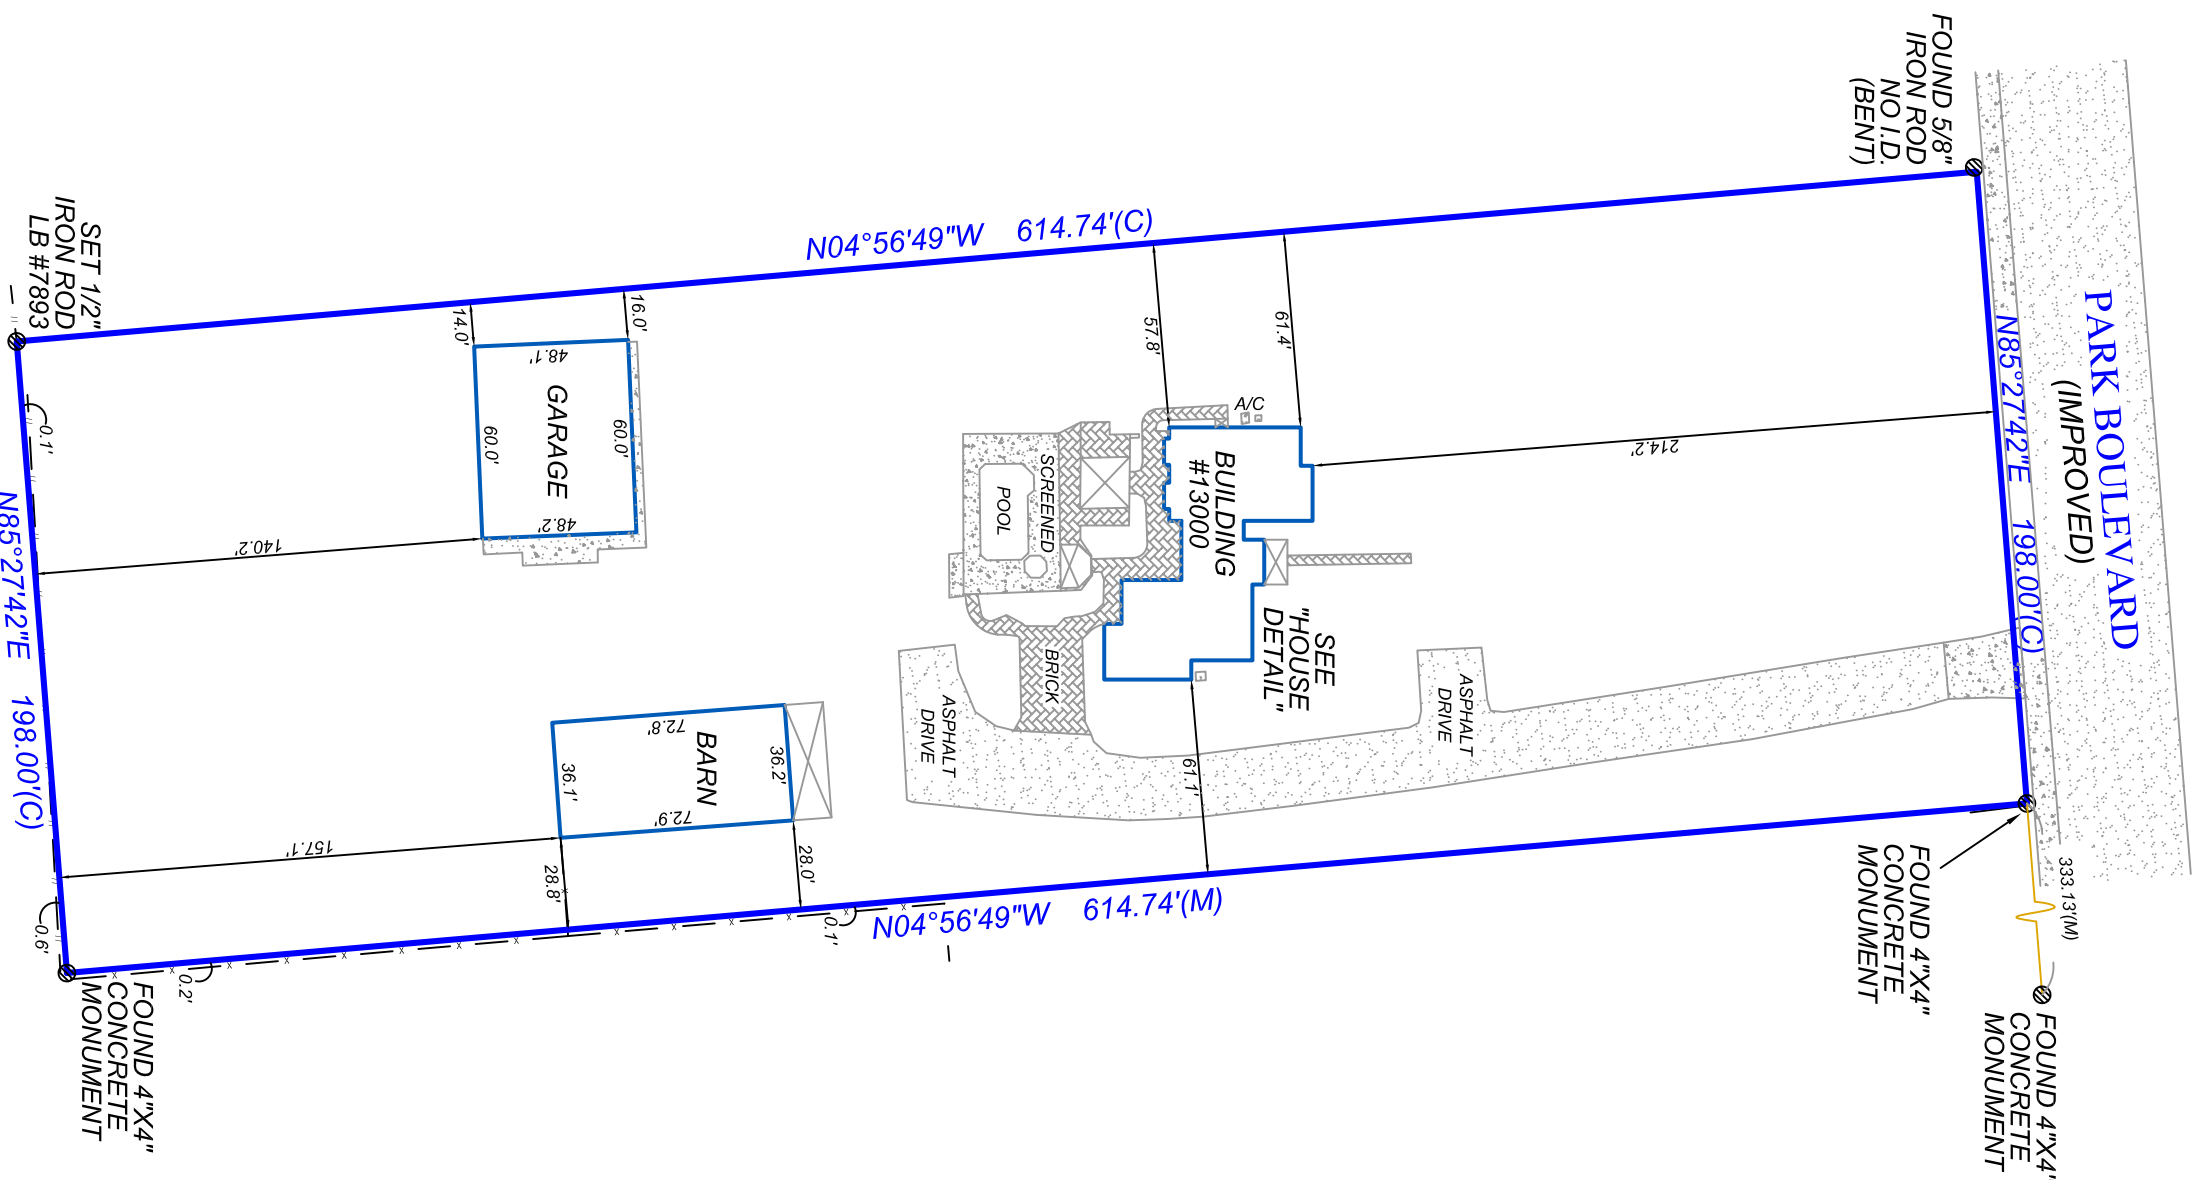 PARK BOULEVARD
(IMPROVED)
N85°27'42"E 198.00'(C)
FOUND 5/8"
IRON ROD
NO I.D.
(BENT)
333.13'(M)
FOUND 4"X4"
CONCRETE
MONUMENT
FOUND 4"X4"
CONCRETE
MONUMENT
214.2'
ASPHALT
DRIVE
SEE
"HOUSE
DETAIL"
61.4'
57.8'
A/C
BUILDING
#13000
61.1'
SCREENED
POOL
BRICK
ASPHALT
DRIVE
N04°56'49"W 614.74'(C)
N04°56'49"W 614.74'(M)
16.0'
14.0'
48.1'
GARAGE
60.0'
60.0'
48.2'
140.2'
BARN
72.8'
36.2'
36.1'
72.9'
28.0'
28.8'
157.1'
0.1'
0.2'
0.6'
0.1'
SET 1/2"
IRON ROD
LB #7893
N85°27'42"E 198.00'(C)
FOUND 4"X4"
CONCRETE
MONUMENT